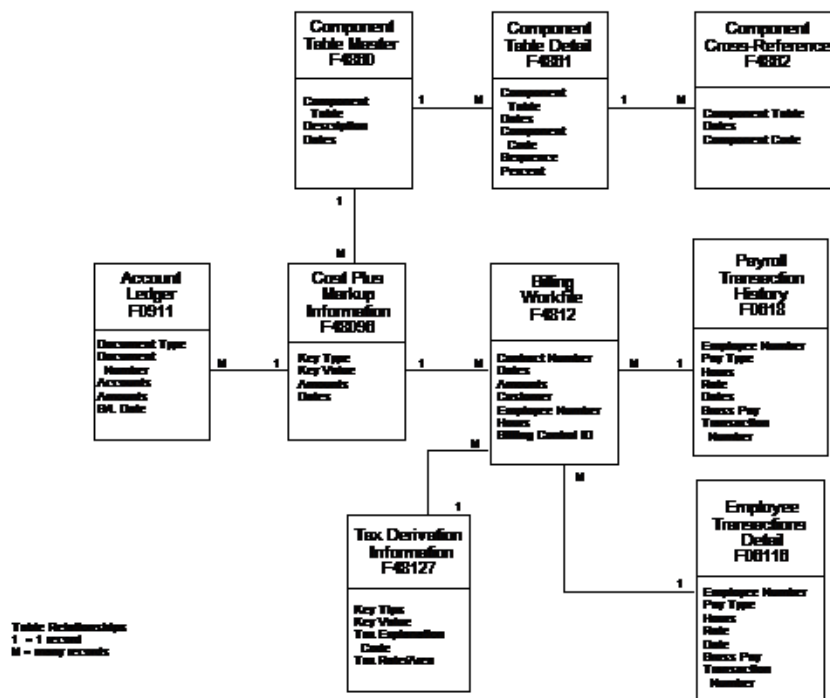 Component
Table Master
F4860
Component
Table
Description
Dates
1
M
Component
Table Detail
F4861
Component
Table
Dates
Component
Code
Sequence
Percent
1
M
Component
Cross-Reference
F4862
Component Table
Dates
Component Code
1
M
Account
Ledger
F0911
Document Type
Document
Number
Accounts
Amounts
G/L Date
M
1
Cost Plus
Markup
Information
F48096
Key Type
Key Value
Amounts
Dates
1
M
Billing
Workfile
F4812
Contract Number
Dates
Amounts
Customer
Employee Number
Hours
Billing Control ID
M
1
Payroll
Transaction
History
F0618
Employee Number
Pay Type
Hours
Rate
Dates
Gross Pay
Transaction
Number
M
1
M
1
Tax Derivation
Information
F48127
Key Type
Key Value
Tax Explanation
Code
Tax Rate/Area
Employee
Transactions
Detail
F06116
Employee Number
Pay Type
Hours
Rate
Date
Gross Pay
Transaction
Number
Table Relationships
1 = 1 record
M = many records